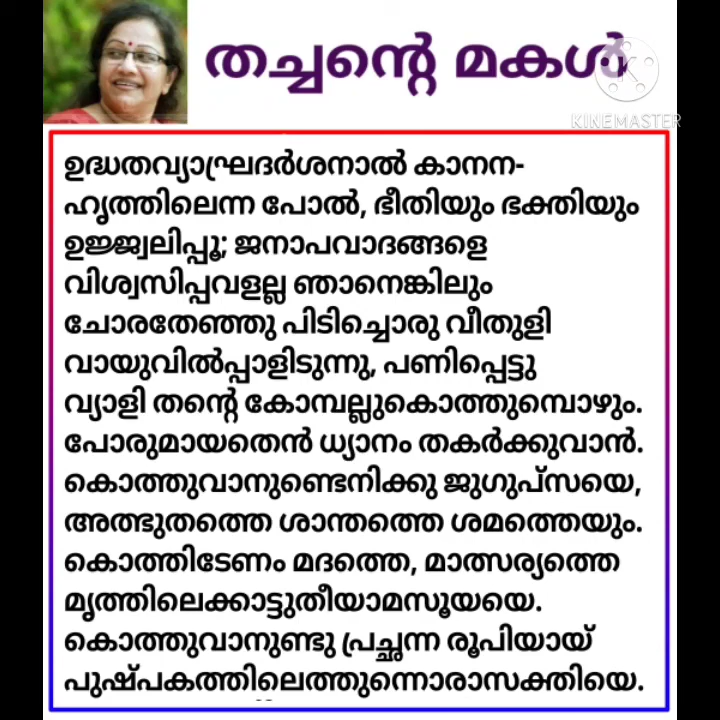 തച്ചന്റെ മകൾ
KINEMASTER
ഉദ്ധതവ്യാഘ്രദർശനാൽ കാനന-
ഹൃത്തിലെന്ന പോൽ, ഭീതിയും ഭക്തിയും
ഉജ്ജ്വലിപ്പൂ; ജനാപവാദങ്ങളെ
വിശ്വസിപ്പവളല്ല ഞാനെങ്കിലും
ചോരതേഞ്ഞു പിടിച്ചൊരു വീതുളി
വായുവിൽപ്പാളിടുന്നു, പണിപ്പെട്ടു
വ്യാളി തന്റെ കോമ്പല്ലുകൊത്തുമ്പൊഴും.
പോരുമായതെൻ ധ്യാനം തകർക്കുവാൻ.
കൊത്തുവാനുണ്ടെനിക്കു ജുഗുപ്സയെ,
അത്ഭുതത്തെ ശാന്തത്തെ ശമത്തെയും.
കൊത്തിടേണം മദത്തെ, മാത്സര്യത്തെ
മൃത്തിലെക്കാട്ടുതീയാമസൂയയെ.
കൊത്തുവാനുണ്ടു പ്രച്ഛന്ന രൂപിയായ്
പുഷ്പകത്തിലെത്തുന്നൊരാസക്തിയെ.